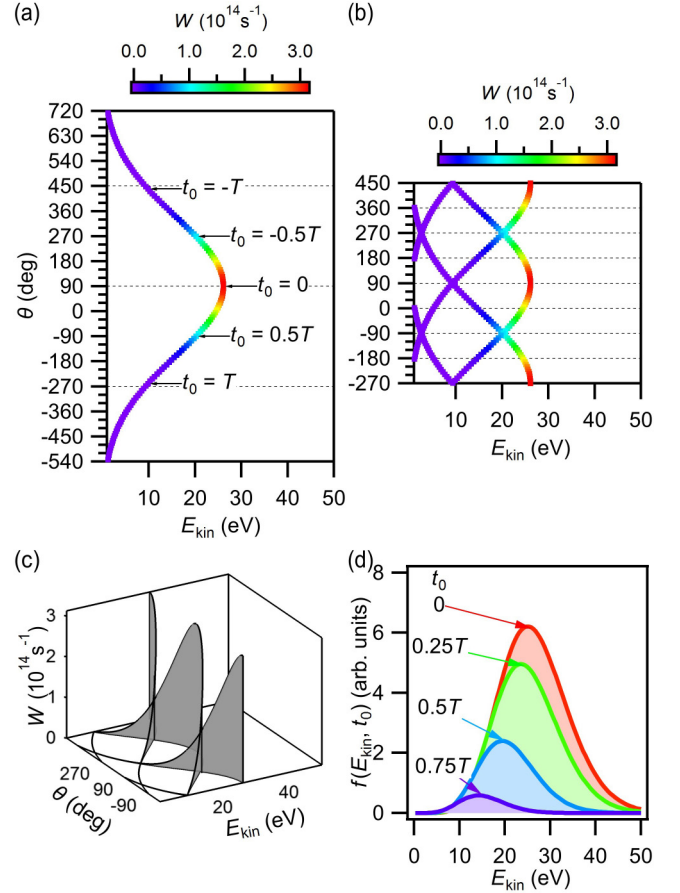 (a)
W (10^14 s^-1)
0.0 1.0 2.0 3.0
720
630
540
450
360
270
180
90
0
-90
-180
-270
-360
-450
-540
θ (deg)
t0 = -T
t0 = -0.5T
t0 = 0
t0 = 0.5T
t0 = T
10 20 30 40 50
Ekin (eV)
(b)
W (10^14 s^-1)
0.0 1.0 2.0 3.0
450
360
270
180
90
0
-90
-180
-270
10 20 30 40 50
Ekin (eV)
(c)
3
2
1
0
W (10^14 s^-1)
270
90
-90
θ (deg)
20
40
Ekin (eV)
(d)
8
6
4
2
0
f(Ekin, t0) (arb. units)
t0
0
0.25T
0.5T
0.75T
0 10 20 30 40 50
Ekin (eV)